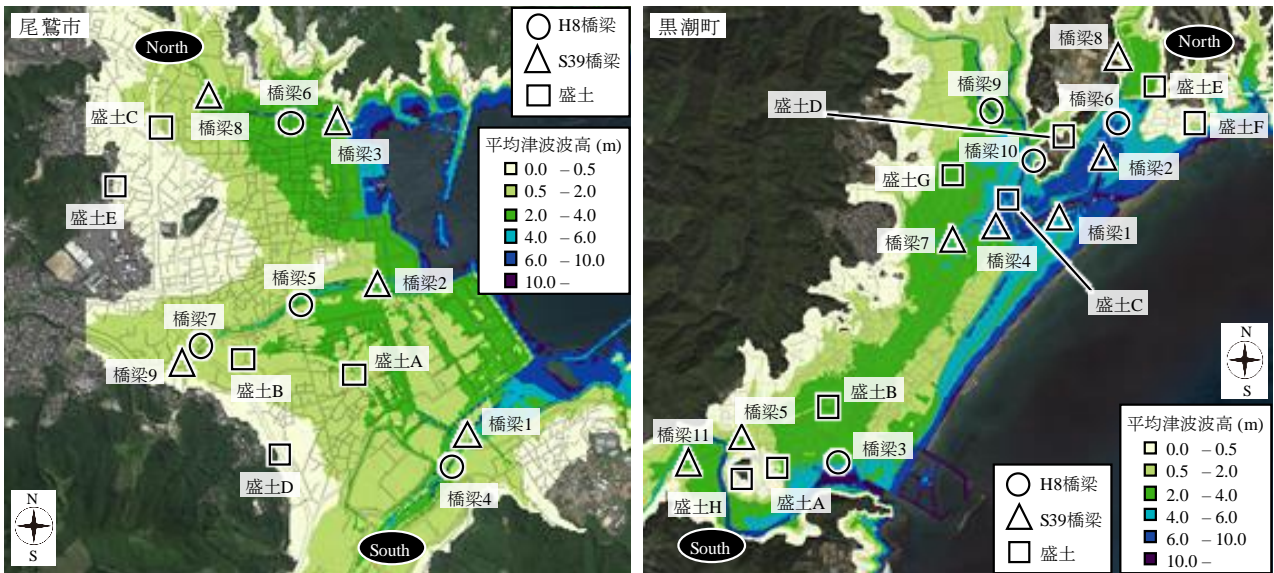 尾鷲市
North
H8橋梁
S39橋梁
盛土
橋梁6
盛土C
橋梁8
橋梁3
平均津波波高 (m)
0.0 – 0.5
0.5 – 2.0
2.0 – 4.0
4.0 – 6.0
6.0 – 10.0
10.0 –
盛土E
橋梁5
橋梁2
橋梁7
橋梁9
盛土B
盛土A
橋梁1
盛土D
橋梁4
N
S
South
黒潮町
橋梁8
North
橋梁9
盛土D
橋梁6
盛土E
盛土F
橋梁10
橋梁2
盛土G
橋梁7
橋梁4
橋梁1
盛土C
N
S
盛土B
橋梁5
橋梁11
橋梁3
盛土H
盛土A
South
H8橋梁
S39橋梁
盛土
平均津波波高 (m)
0.0 – 0.5
0.5 – 2.0
2.0 – 4.0
4.0 – 6.0
6.0 – 10.0
10.0 –